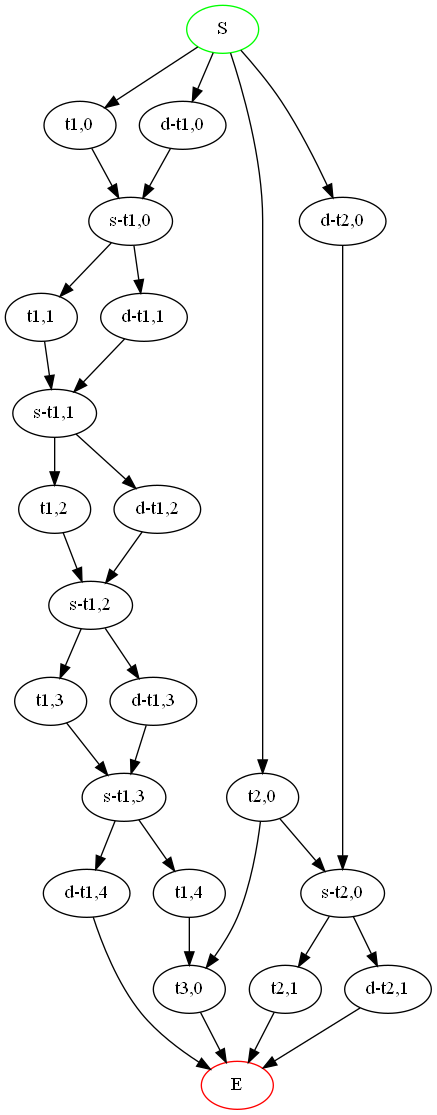 S
t1,0
d-t1,0
s-t1,0
d-t2,0
t1,1
d-t1,1
s-t1,1
t1,2
d-t1,2
s-t1,2
t1,3
d-t1,3
s-t1,3
t2,0
d-t1,4
t1,4
s-t2,0
t3,0
t2,1
d-t2,1
E